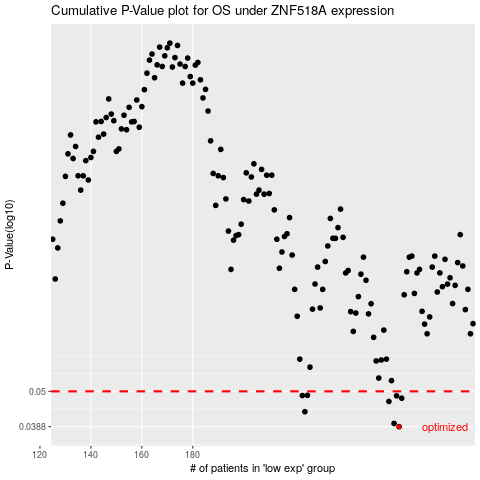 Cumulative P-Value plot for OS under ZNF518A expression
P-Value(log10)
0.05
0.0388
optimized
120 140 160 180
# of patients in 'low exp' group